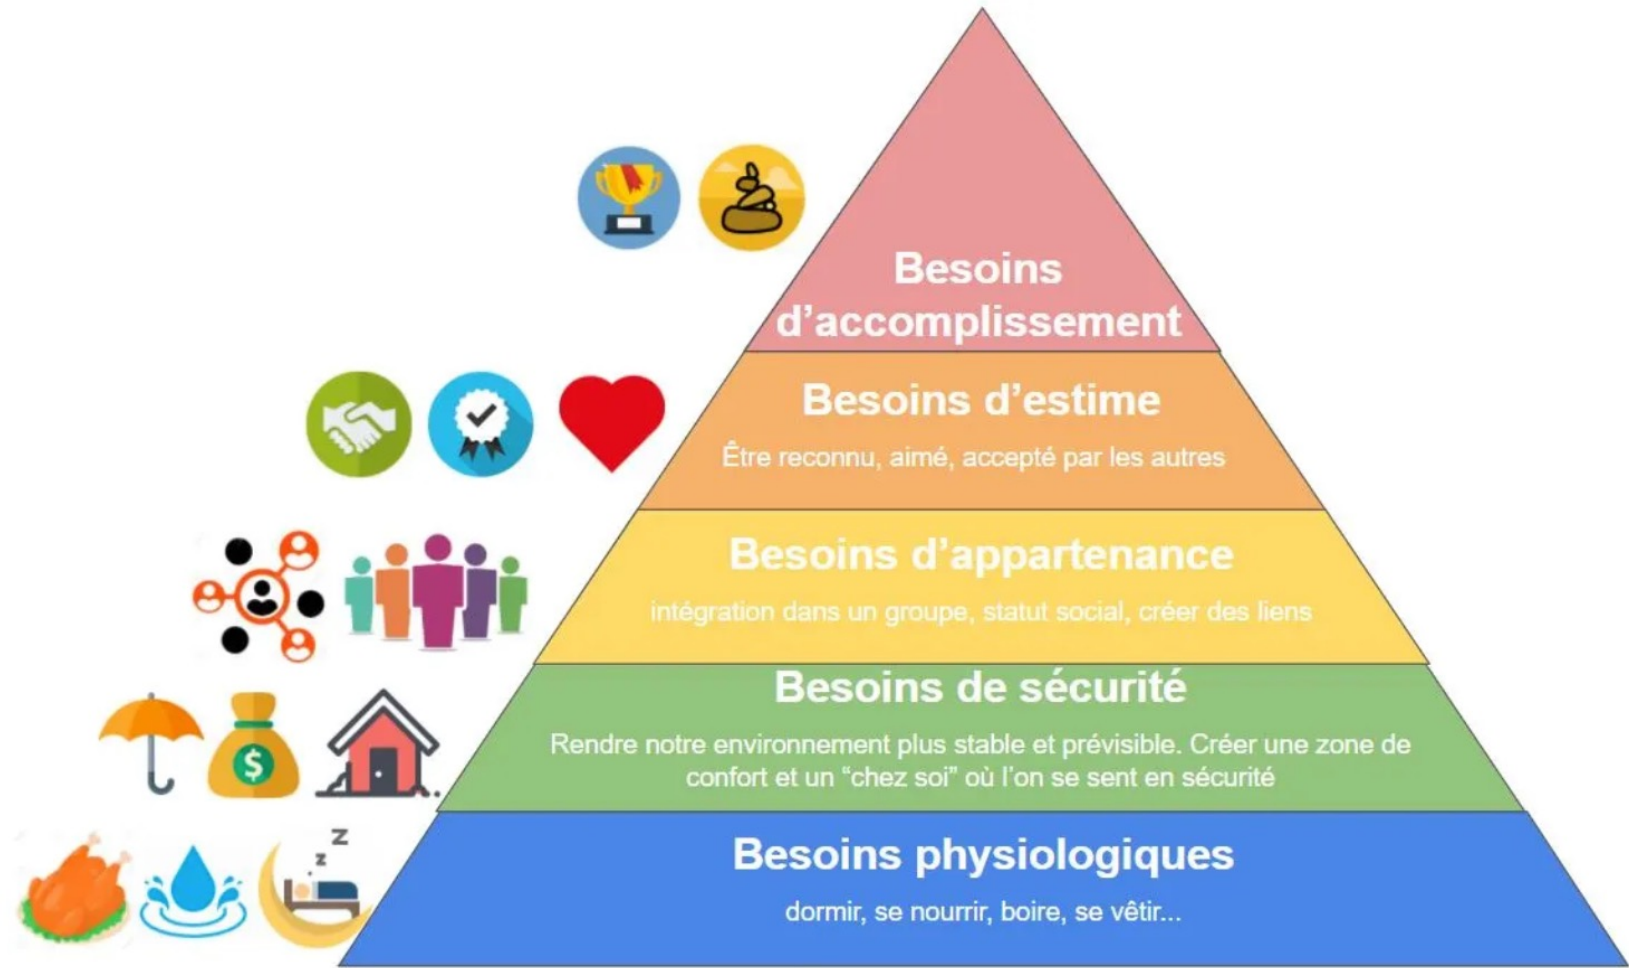 Besoins
d’accomplissement
Besoins d’estime
Être reconnu, aimé, accepté par les autres
Besoins d’appartenance
intégration dans un groupe, statut social, créer des liens
Besoins de sécurité
Rendre notre environnement plus stable et prévisible. Créer une zone de
confort et un “chez soi” où l’on se sent en sécurité
$
Z
z
Besoins physiologiques
dormir, se nourrir, boire, se vêtir...